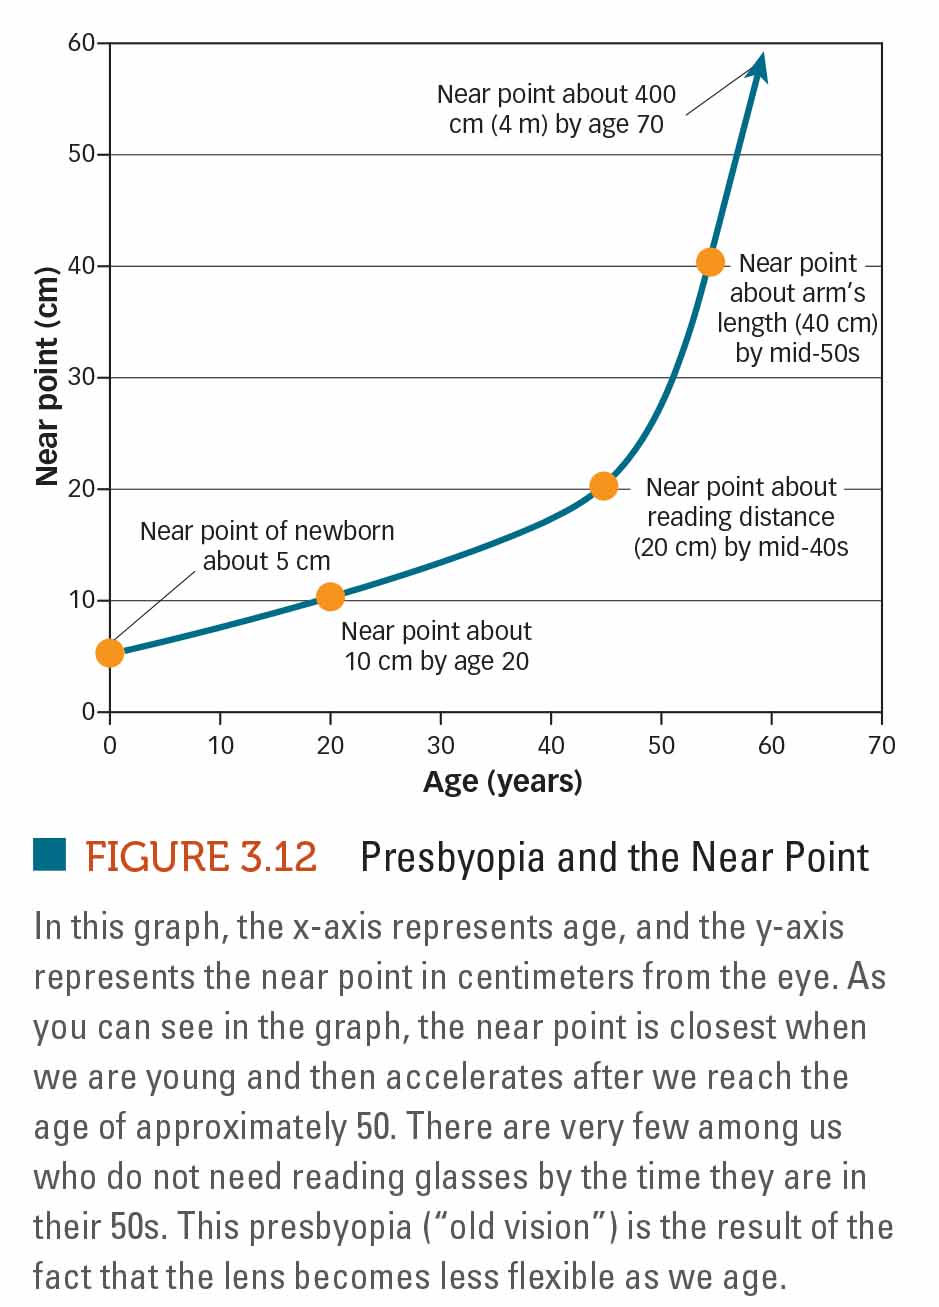 60
Near point about 400
cm (4 m) by age 70
50
40
Near point
about arm's
length (40 cm)
by mid-50s
Near point (cm)
30
20
Near point about
reading distance
(20 cm) by mid-40s
Near point of newborn
about 5 cm
10
Near point about
10 cm by age 20
0
0 10 20 30 40 50 60 70
Age (years)
FIGURE 3.12 Presbyopia and the Near Point
In this graph, the x-axis represents age, and the y-axis
represents the near point in centimeters from the eye. As
you can see in the graph, the near point is closest when
we are young and then accelerates after we reach the
age of approximately 50. There are very few among us
who do not need reading glasses by the time they are in
their 50s. This presbyopia (“old vision”) is the result of the
fact that the lens becomes less flexible as we age.